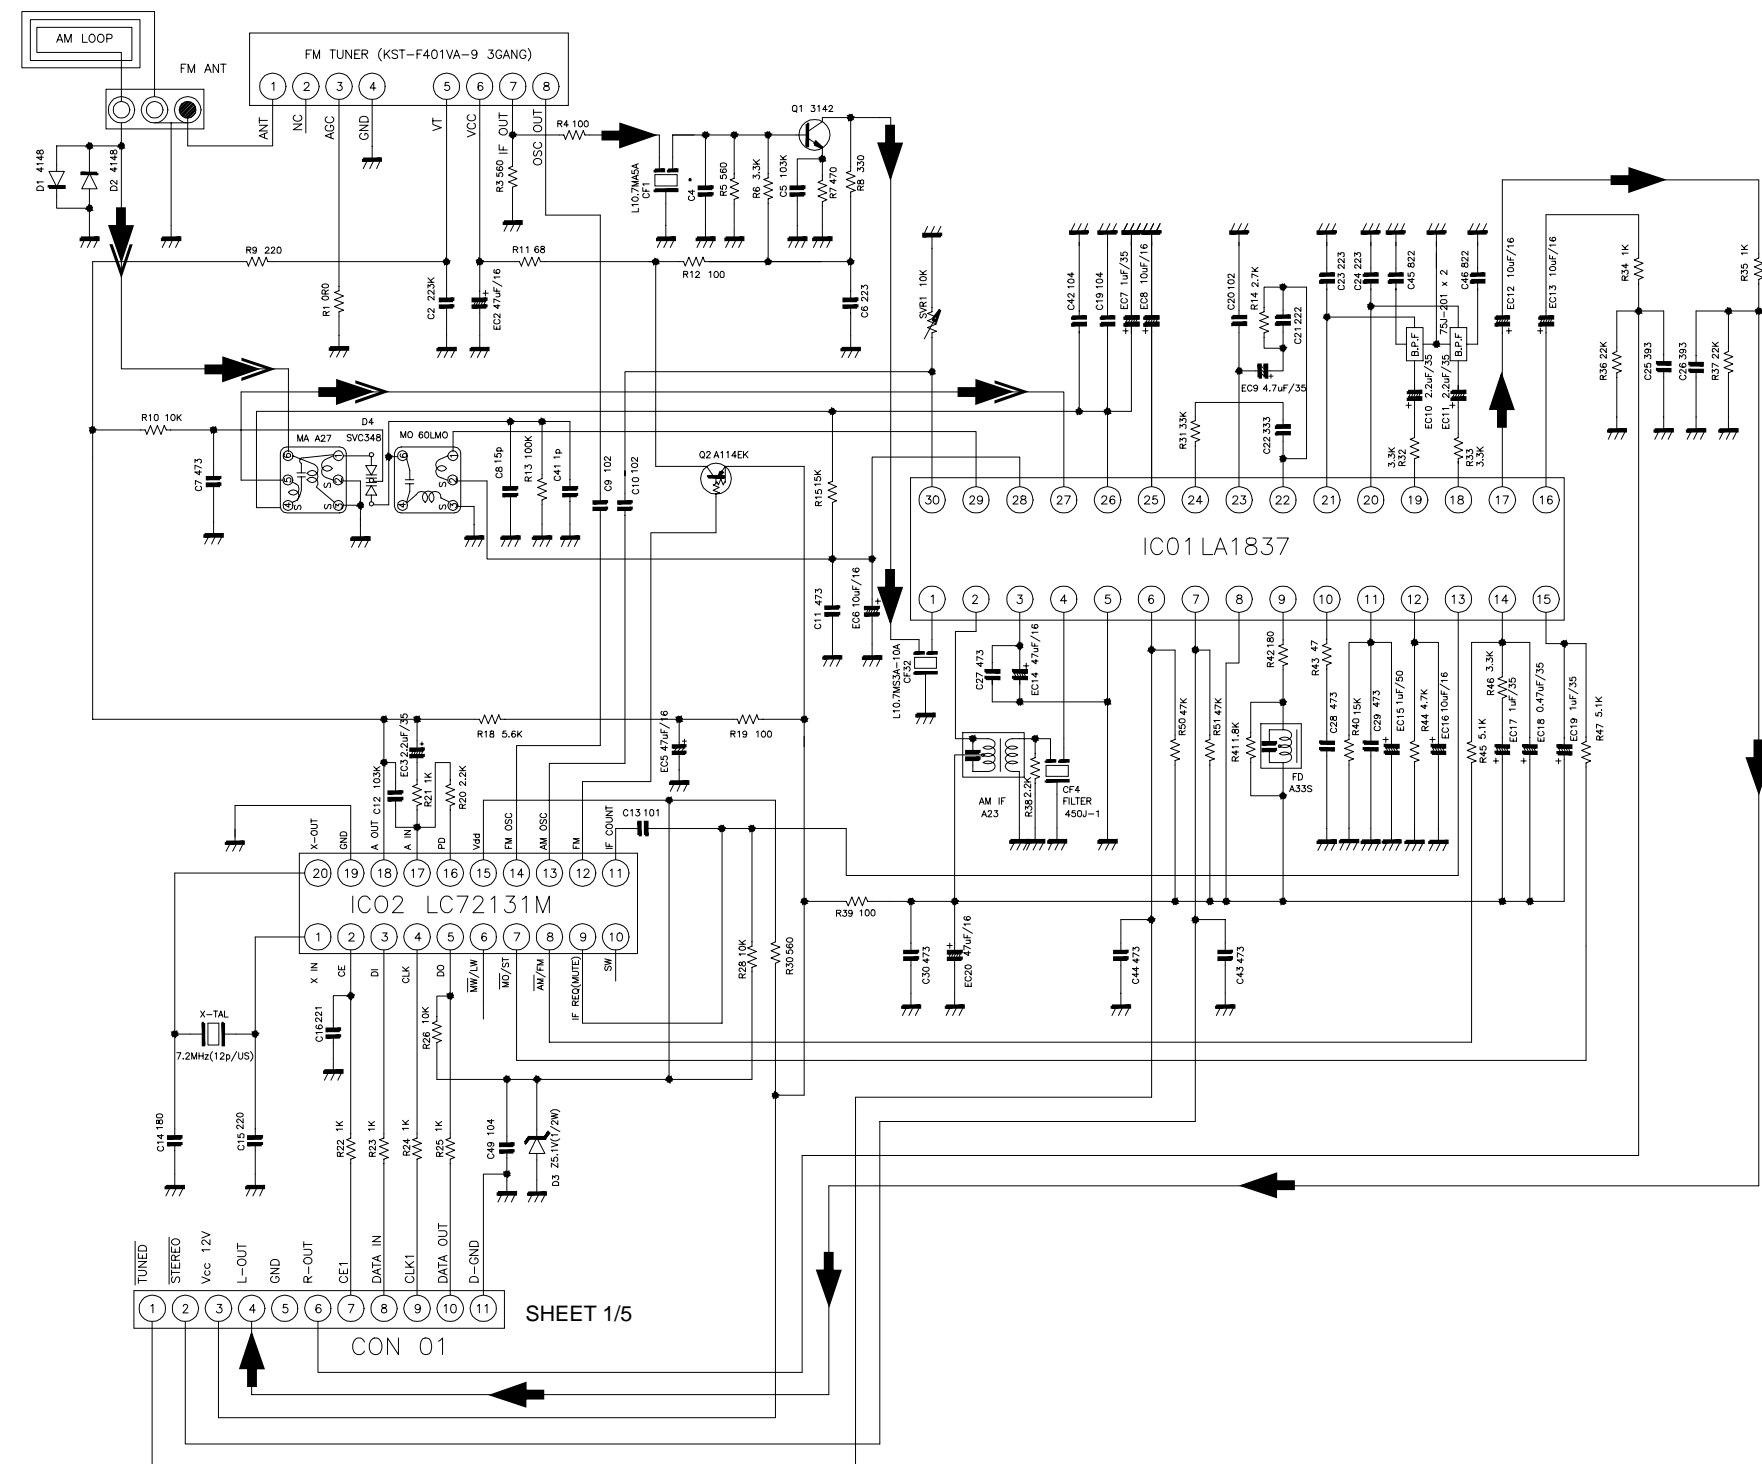 AM LOOP
FM ANT
FM TUNER (KST-F401VA-9 3GANG)
1 2 3 4 5 6 7 8
ANT
NC
AGC
GND
VT
VCC
IF OUT
OSC OUT
D1 4148
D2 4148
R3 560
R4 100
L10.7MA5A
CF1
C4 *
R5 560
R6 3.3K
C5 103K
Q1 3142
R7 470
R8 330
R9 220
R1 0R0
C2 223K
EC2 47uF/16
R11 68
R12 100
C6 223
SVR1 10K
C42 104
C19 104
EC7 1uF/35
EC8 10uF/16
C20 102
R14 2.7K
C21 222
EC9 4.7uF/35
C23 223
C24 223
C45 822
75J-201 x 2
C46 822
B.P.F
B.P.F
EC10 2.2uF/35
EC11 2.2uF/35
EC12 10uF/16
EC13 10uF/16
R34 1K
R35 1K
R36 22K
C25 393
C26 393
R37 22K
R10 10K
C7 473
MA A27
D4
SVC348
MO 60LMO
C8 15p
R13 100K
C41 1p
C9 102
C10 102
Q2 A114EK
R15 15K
R31 33K
C22 333
3.3K
R32
R33
3.3K
30 29 28 27 26 25 24 23 22 21 20 19 18 17 16
IC01 LA1837
1 2 3 4 5 6 7 8 9 10 11 12 13 14 15
C11 473
EC6 10uF/16
L10.7MS3A-10A
CF32
C27 473
EC14 47uF/16
R42 180
R43 47
R50 47K
R51 47K
R41 1.8K
FD
A33S
C28 473
R40 15K
C29 473
EC15 1uF/50
R44 4.7K
EC16 10uF/16
R45 5.1K
R46 3.3K
EC17 1uF/35
EC18 0.47uF/35
EC19 1uF/35
R47 5.1K
AM IF
A23
R38 2.2K
CF4
FILTER
450J-1
R18 5.6K
R19 100
EC5 47uF/16
EC3 2.2uF/35
C12 103K
R21 1K
R20 2.2K
C13 101
X-OUT
GND
A OUT
A IN
PD
Vdd
FM OSC
AM OSC
FM
IF COUNT
20 19 18 17 16 15 14 13 12 11
IC02 LC72131M
1 2 3 4 5 6 7 8 9 10
X IN
CE
DI
CLK
DO
MW/LW
MO/ST
AM/FM
IF REQ(MUTE)
SW
R39 100
C30 473
EC20 47uF/16
C44 473
C43 473
R28 10K
R30 560
X-TAL
7.2MHz(12p/US)
C16 221
R26 10K
C14 180
C15 220
R22 1K
R23 1K
R24 1K
R25 1K
C49 104
D3 Z5.1V(1/2W)
TUNED
STEREO
Vcc 12V
L-OUT
GND
R-OUT
CE1
DATA IN
CLK1
DATA OUT
D-GND
1 2 3 4 5 6 7 8 9 10 11
SHEET 1/5
CON 01